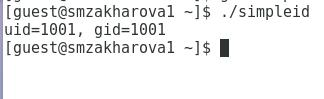 [guest@smzakharova1 ~]$ ./simpleid
uid=1001, gid=1001
[guest@smzakharova1 ~]$